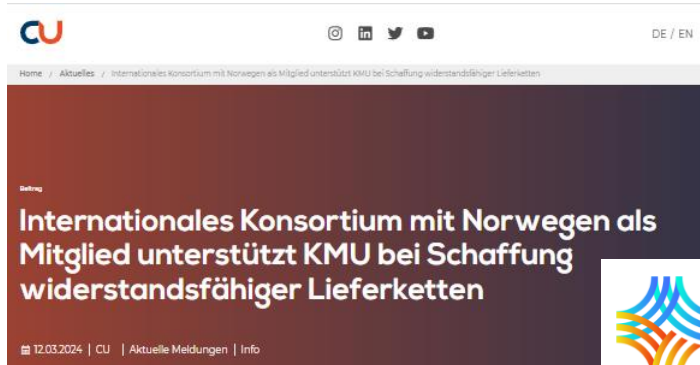 CU
DE / EN
Home / Aktuelles / Internationales Konsortium mit Norwegen als Mitglied unterstützt KMU bei Schaffung widerstandsfähiger Lieferketten
Beitrag
Internationales Konsortium mit Norwegen als
Mitglied unterstützt KMU bei Schaffung
widerstandsfähiger Lieferketten
12.03.2024 | CU | Aktuelle Meldungen | Info